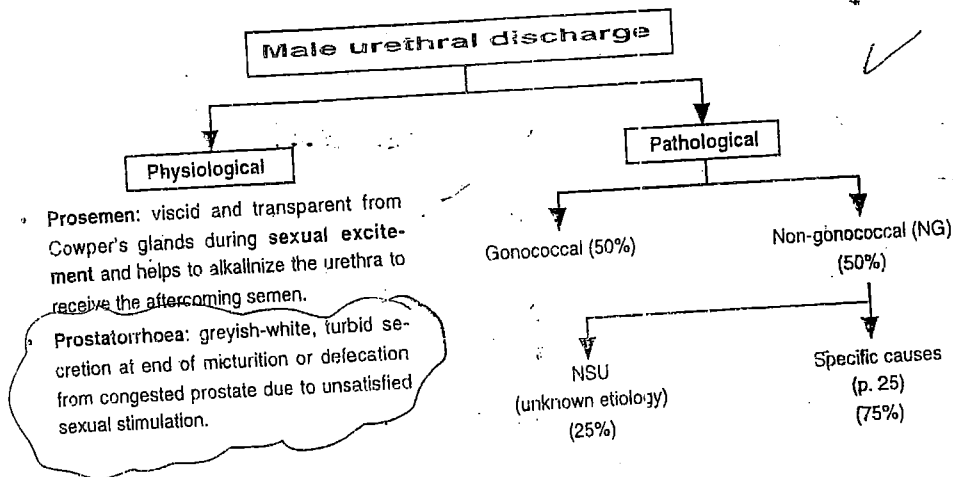 Male urethral discharge
Physiological
• Prosemen: viscid and transparent from
Cowper's glands during sexual excite-
ment and helps to alkalinize the urethra to
receive the aftercoming semen.
• Prostatorrhoea: greyish-white, turbid se-
cretion at end of micturition or defecation
from congested prostate due to unsatisfied
sexual stimulation.
Pathological
Gonococcal (50%)
Non-gonococcal (NG)
(50%)
NSU
(unknown etiology)
(25%)
Specific causes
(p. 25)
(75%)